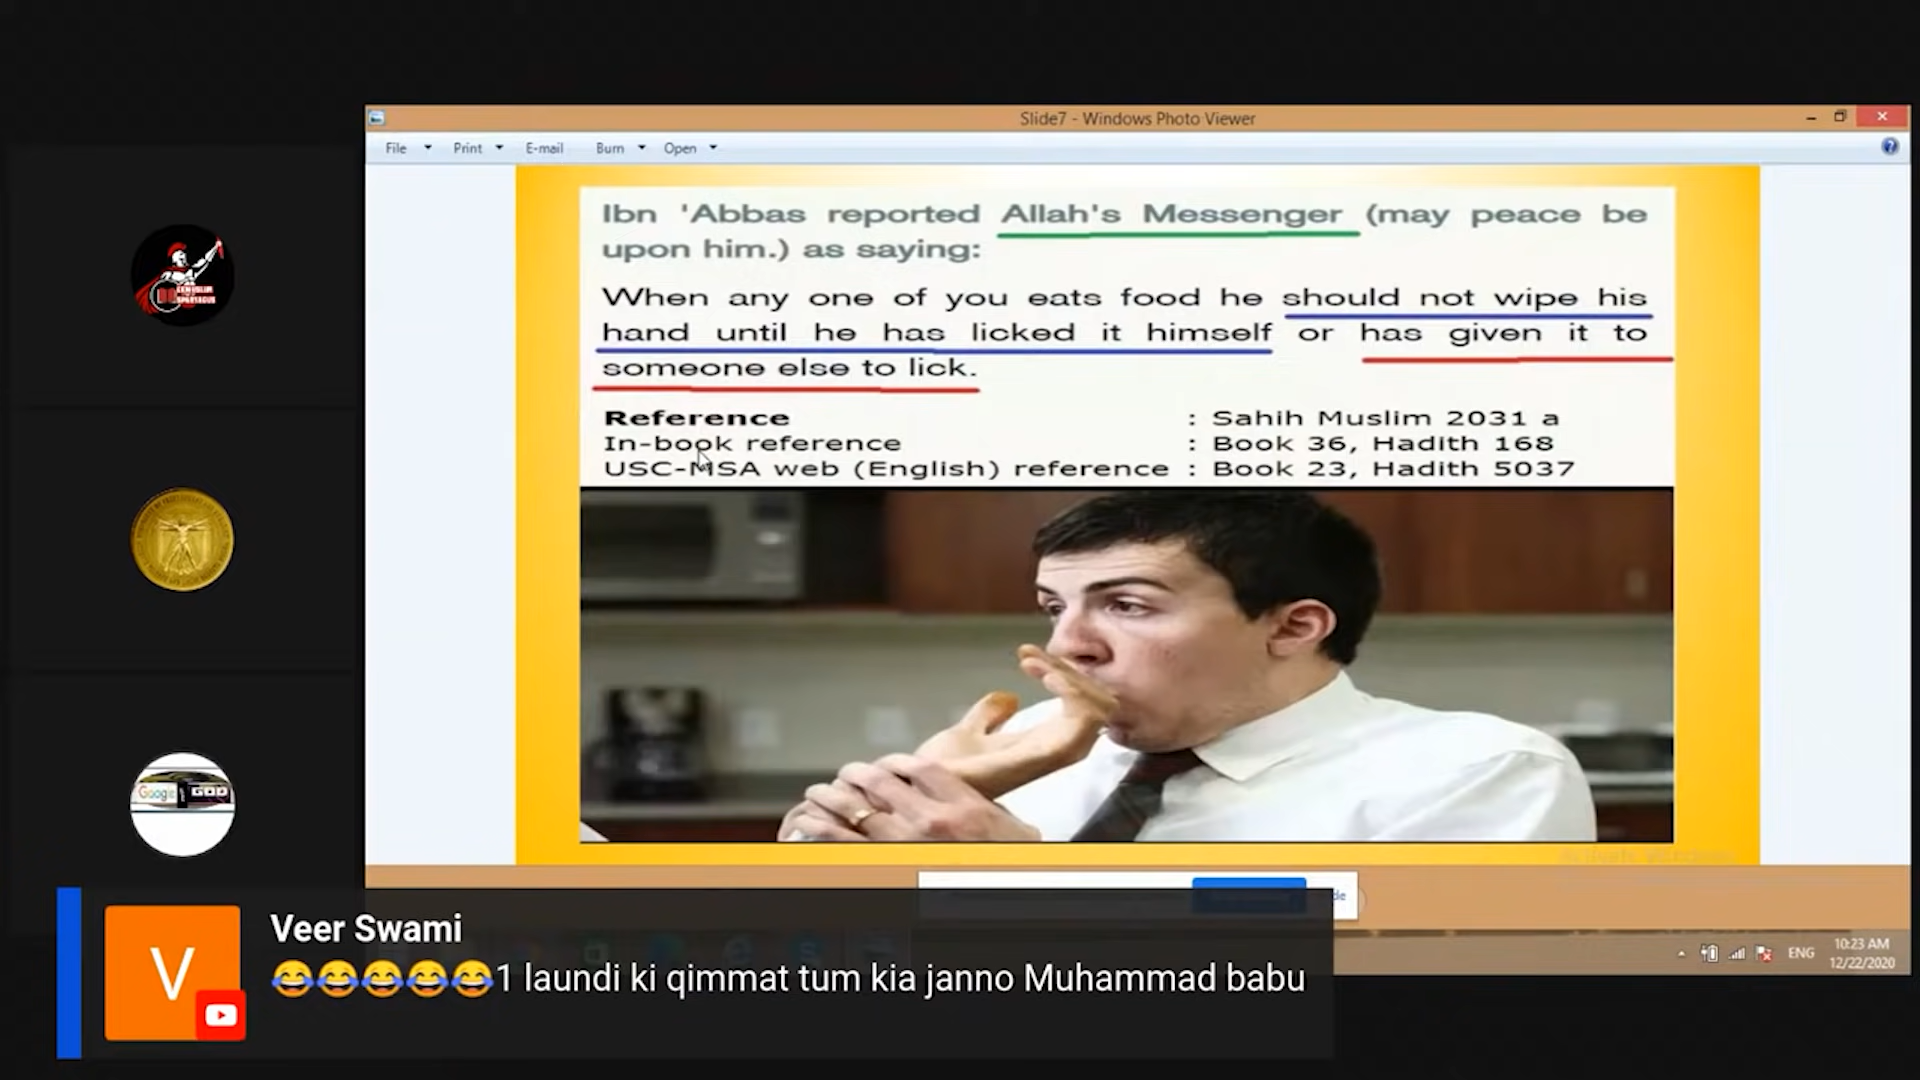 Slide7 - Windows Photo Viewer
File Print E-mail Burn Open
Ibn 'Abbas reported Allah's Messenger (may peace be
upon him.) as saying:
When any one of you eats food he should not wipe his
hand until he has licked it himself or has given it to
someone else to lick.
Reference : Sahih Muslim 2031 a
In-book reference : Book 36, Hadith 168
USC-MSA web (English) reference : Book 23, Hadith 5037
Google GOD
Veer Swami
V
😂😂😂😂😂1 laundi ki qimmat tum kia janno Muhammad babu
ENG
10:23 AM
12/22/2020